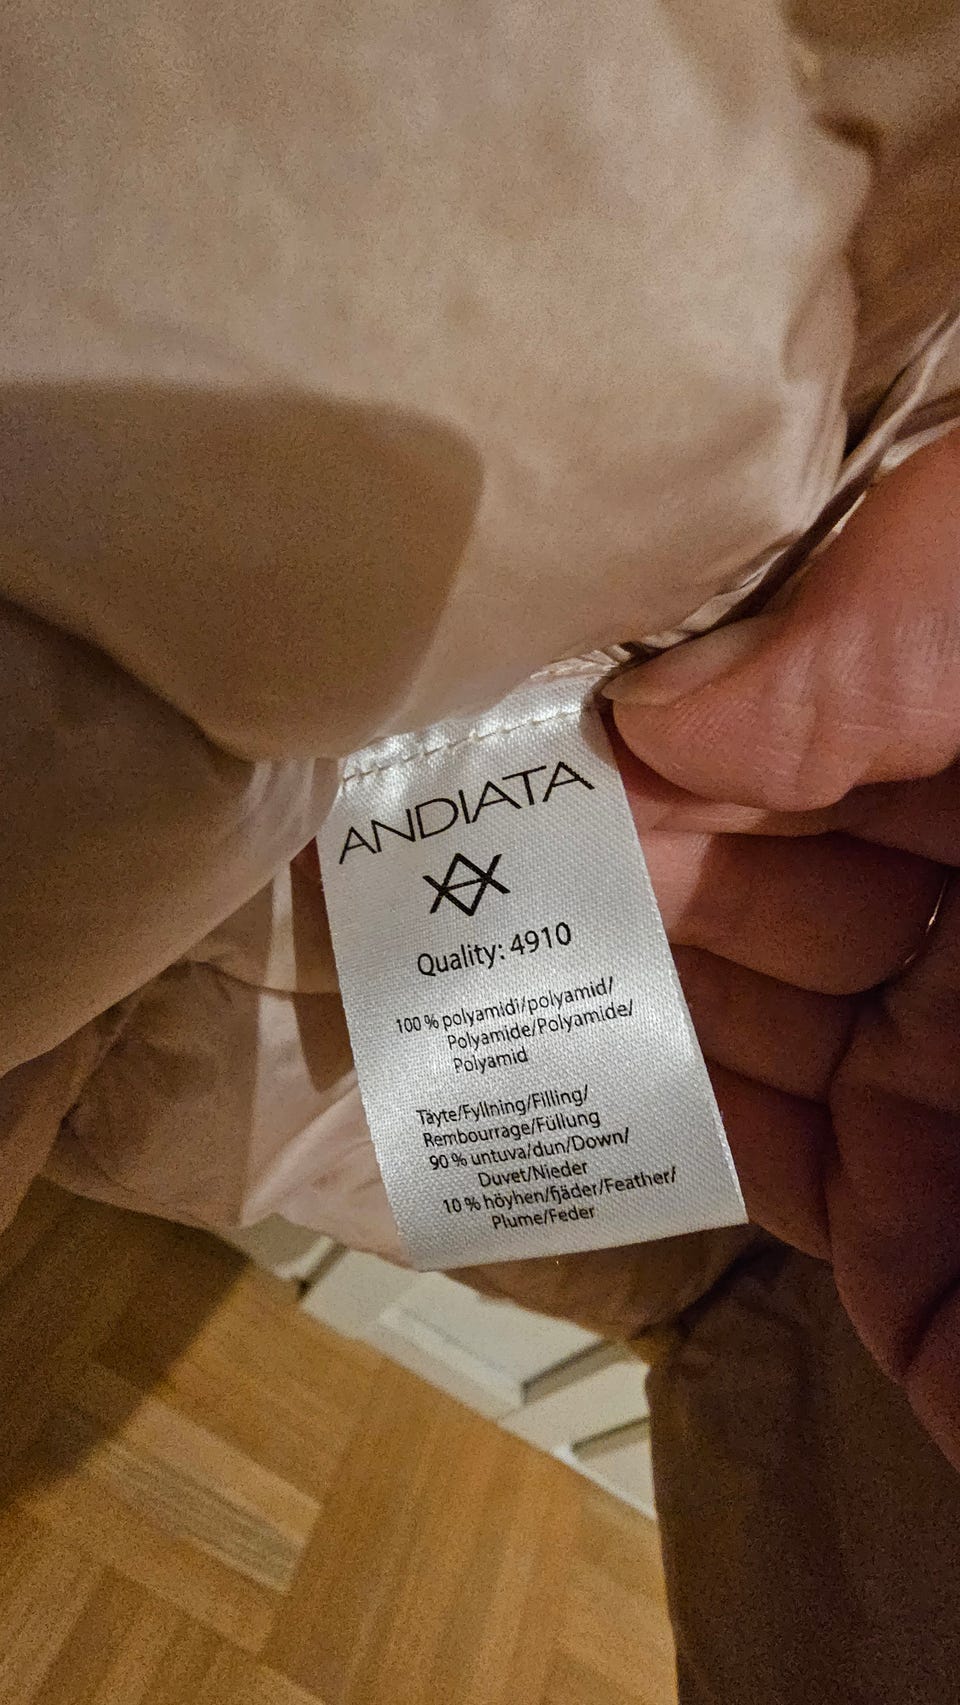 ANDIATA
Quality: 4910
100 % polyamidi/polyamid/
Polyamide/Polyamide/
Polyamid
Täyte/Fyllning/Filling/
Rembourrage/Füllung
90 % untuva/dun/Down/
Duvet/Nieder
10 % höyhen/fjäder/Feather/
Plume/Feder